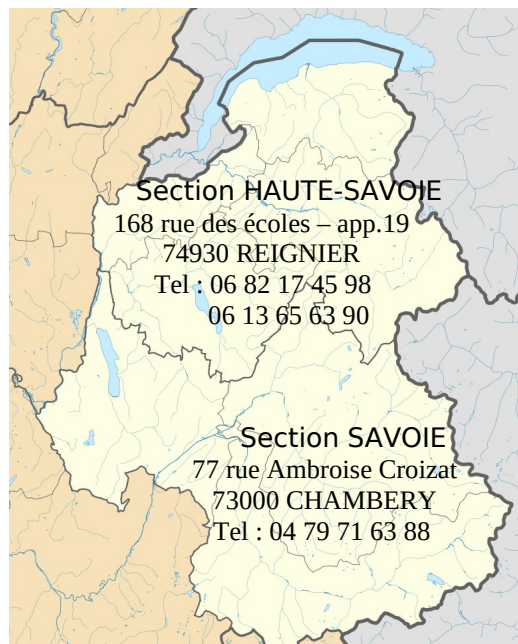 Section HAUTE-SAVOIE
168 rue des écoles – app.19
74930 REIGNIER
Tel : 06 82 17 45 98
06 13 65 63 90
Section SAVOIE
77 rue Ambroise Croizat
73000 CHAMBERY
Tel : 04 79 71 63 88